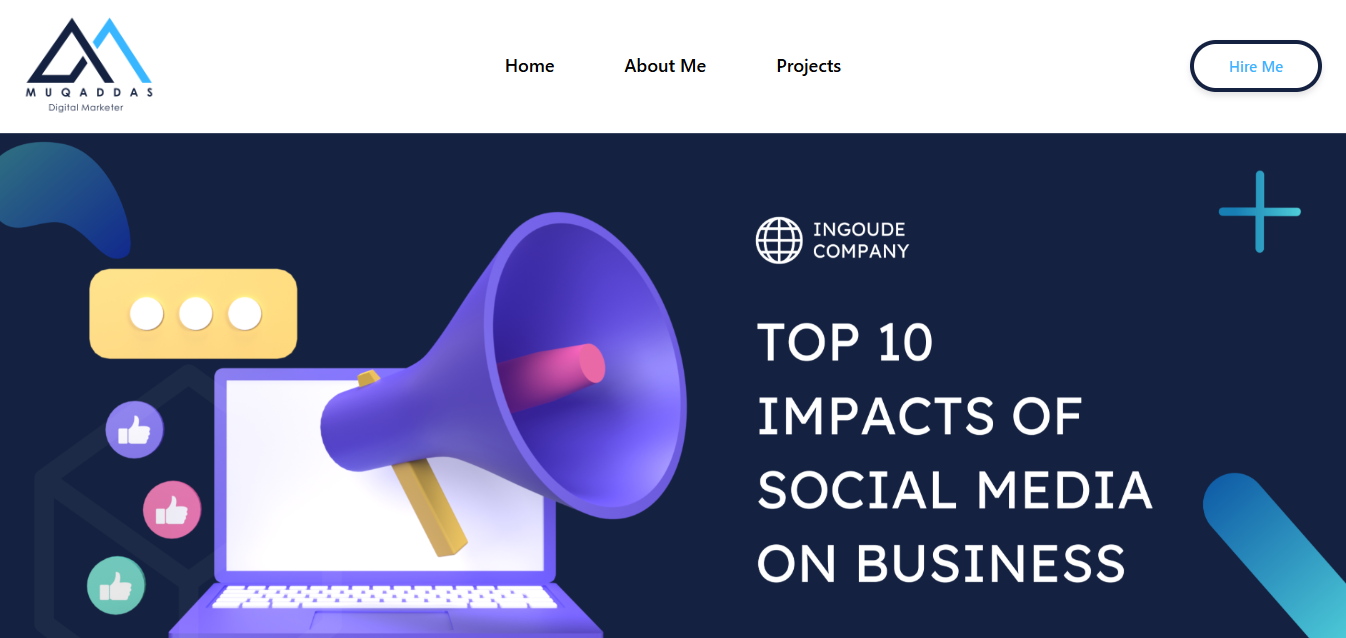 MUQADDAS
Digital Marketer
Home
About Me
Projects
Hire Me
INGOUDE
COMPANY
TOP 10
IMPACTS OF
SOCIAL MEDIA
ON BUSINESS